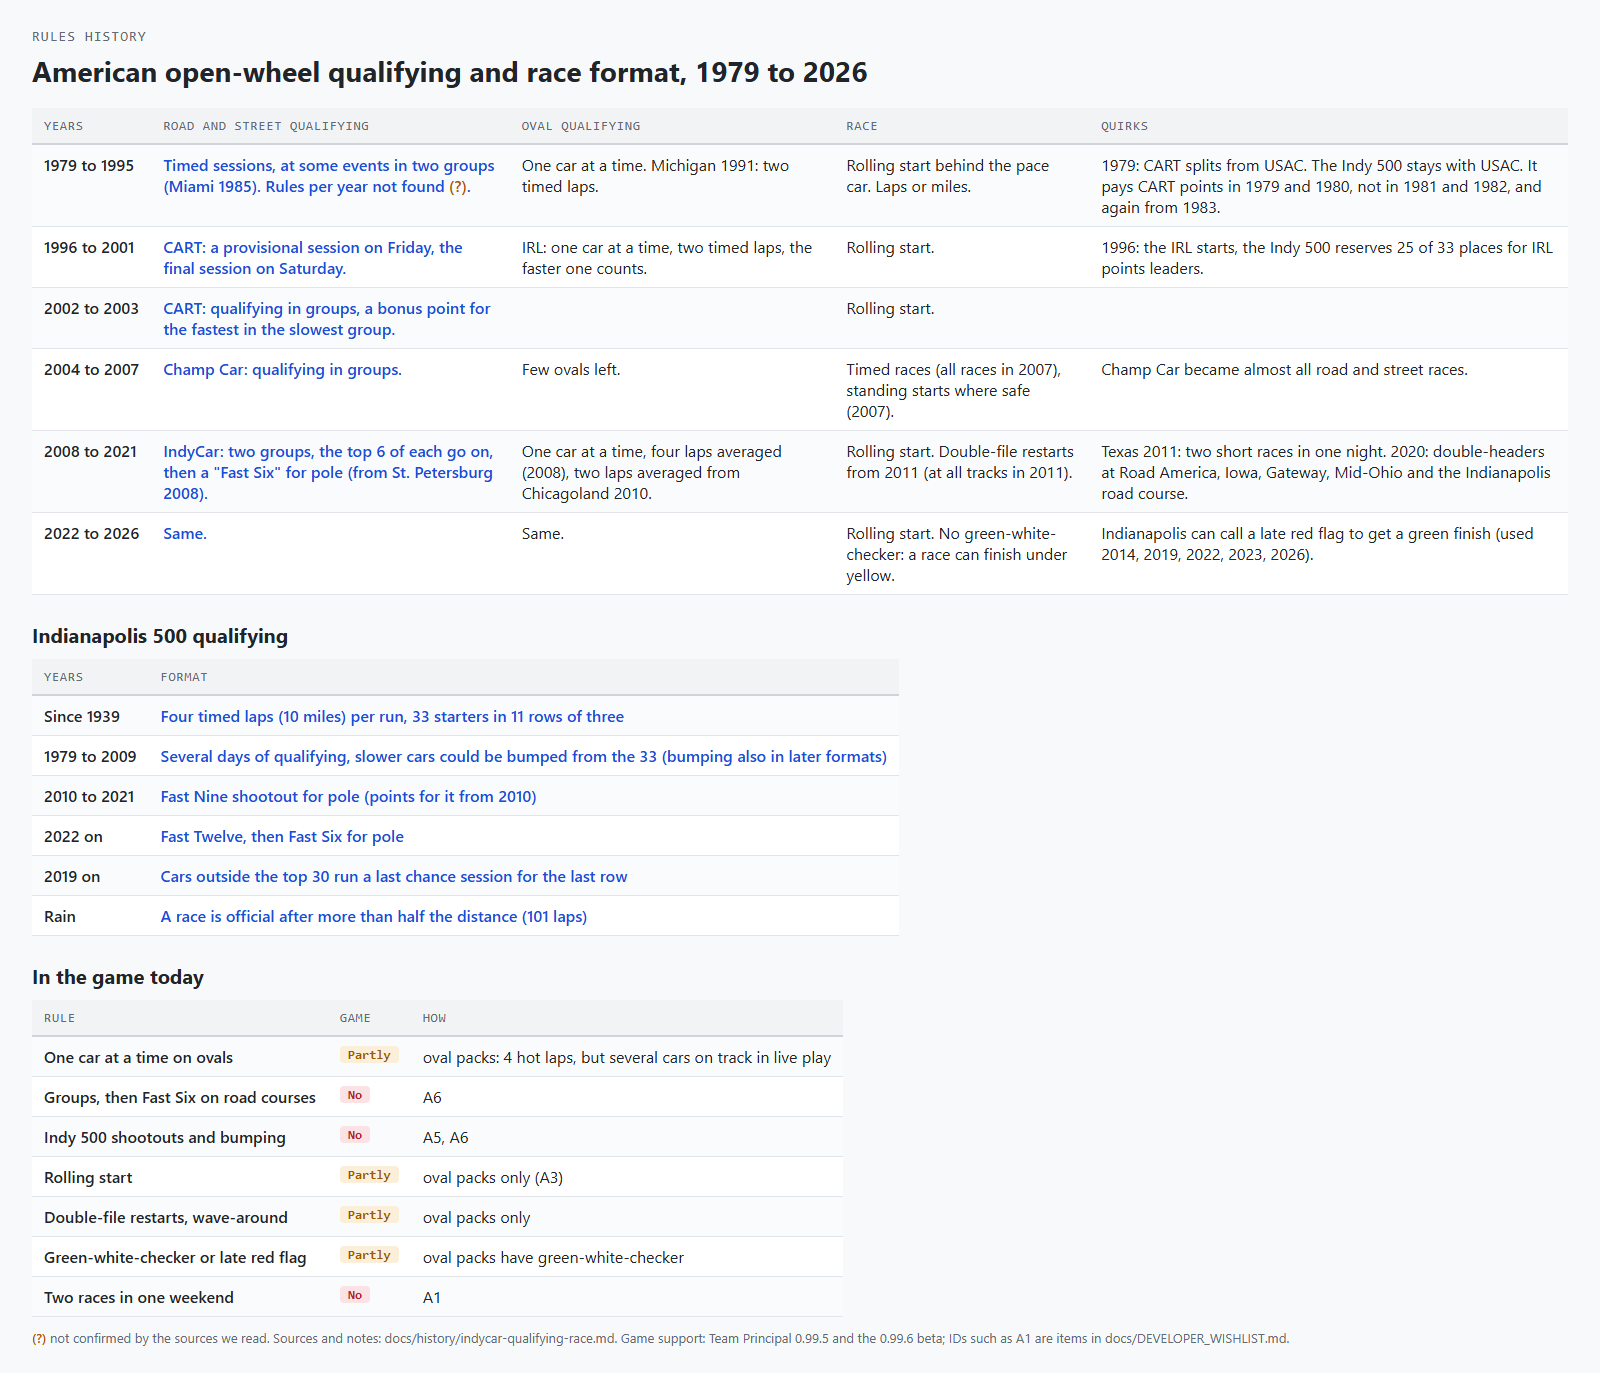 RULES HISTORY
American open-wheel qualifying and race format, 1979 to 2026
YEARS ROAD AND STREET QUALIFYING OVAL QUALIFYING RACE QUIRKS
1979 to 1995
Timed sessions, at some events in two groups
(Miami 1985). Rules per year not found (?).
One car at a time. Michigan 1991: two
timed laps.
Rolling start behind the pace
car. Laps or miles.
1979: CART splits from USAC. The Indy 500 stays with USAC. It
pays CART points in 1979 and 1980, not in 1981 and 1982, and
again from 1983.
1996 to 2001
CART: a provisional session on Friday, the
final session on Saturday.
IRL: one car at a time, two timed laps, the
faster one counts.
Rolling start.
1996: the IRL starts, the Indy 500 reserves 25 of 33 places for IRL
points leaders.
2002 to 2003
CART: qualifying in groups, a bonus point for
the fastest in the slowest group.
Rolling start.
2004 to 2007
Champ Car: qualifying in groups.
Few ovals left.
Timed races (all races in 2007),
standing starts where safe
(2007).
Champ Car became almost all road and street races.
2008 to 2021
IndyCar: two groups, the top 6 of each go on,
then a "Fast Six" for pole (from St. Petersburg
2008).
One car at a time, four laps averaged
(2008), two laps averaged from
Chicagoland 2010.
Rolling start. Double-file restarts
from 2011 (at all tracks in 2011).
Texas 2011: two short races in one night. 2020: double-headers
at Road America, Iowa, Gateway, Mid-Ohio and the Indianapolis
road course.
2022 to 2026
Same.
Same.
Rolling start. No green-white-
checker: a race can finish under
yellow.
Indianapolis can call a late red flag to get a green finish (used
2014, 2019, 2022, 2023, 2026).
Indianapolis 500 qualifying
YEARS FORMAT
Since 1939 Four timed laps (10 miles) per run, 33 starters in 11 rows of three
1979 to 2009 Several days of qualifying, slower cars could be bumped from the 33 (bumping also in later formats)
2010 to 2021 Fast Nine shootout for pole (points for it from 2010)
2022 on Fast Twelve, then Fast Six for pole
2019 on Cars outside the top 30 run a last chance session for the last row
Rain A race is official after more than half the distance (101 laps)
In the game today
RULE GAME HOW
One car at a time on ovals Partly oval packs: 4 hot laps, but several cars on track in live play
Groups, then Fast Six on road courses No A6
Indy 500 shootouts and bumping No A5, A6
Rolling start Partly oval packs only (A3)
Double-file restarts, wave-around Partly oval packs only
Green-white-checker or late red flag Partly oval packs have green-white-checker
Two races in one weekend No A1
(?) not confirmed by the sources we read. Sources and notes: docs/history/indycar-qualifying-race.md. Game support: Team Principal 0.99.5 and the 0.99.6 beta; IDs such as A1 are items in docs/DEVELOPER_WISHLIST.md.